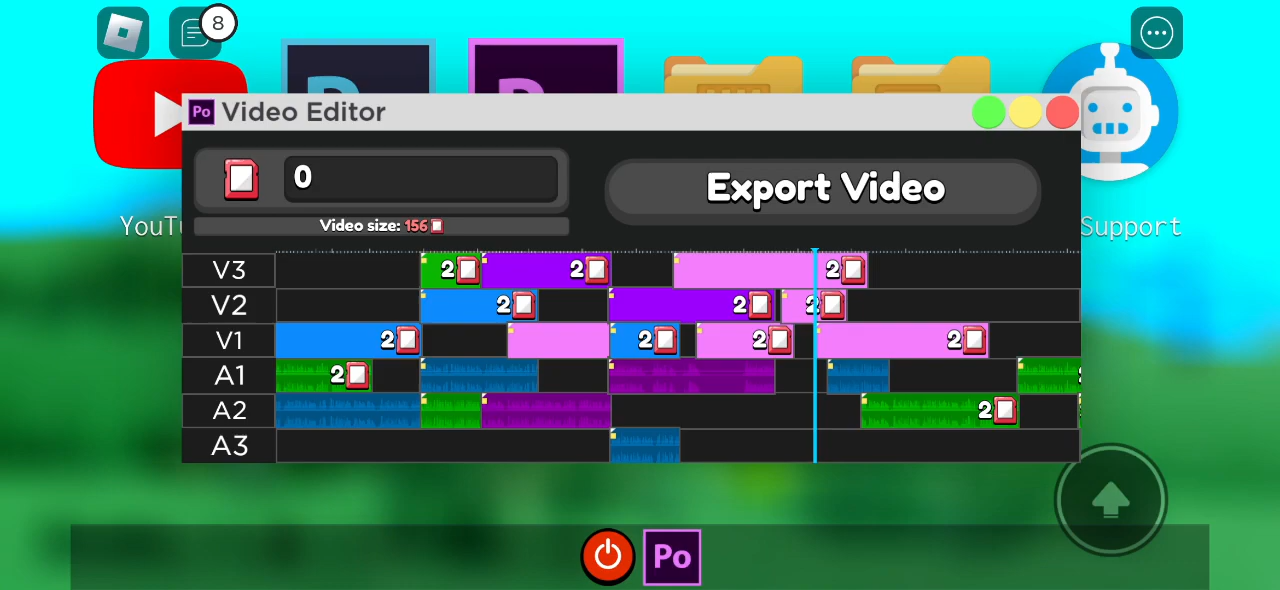 8
Po Video Editor
0
Export Video
Video size: 156
Support
V3 2 2 2
V2 2 2 2
V1 2 2 2 2
A1 2
A2 2
A3
Po